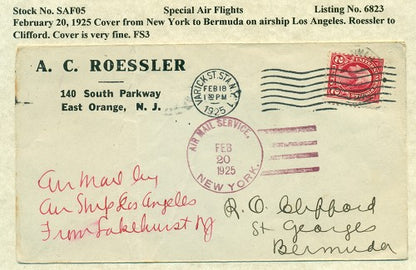 Stock No. SAF05 Special Air Flights Listing No. 6823
February 20, 1925 Cover from New York to Bermuda on airship Los Angeles. Roessler to
Clifford. Cover is very fine. FS3
A. C. ROESSLER
140 South Parkway
East Orange, N. J.
VARICK ST. STA. N.Y.
FEB 18
PM
1925
1
AIR MAIL SERVICE,
FEB
20
1925
NEW YORK.
Air Mail by
Air Ship Los Angeles
From Lakehurst NJ
R. O. Clifford
St Georges
Bermuda